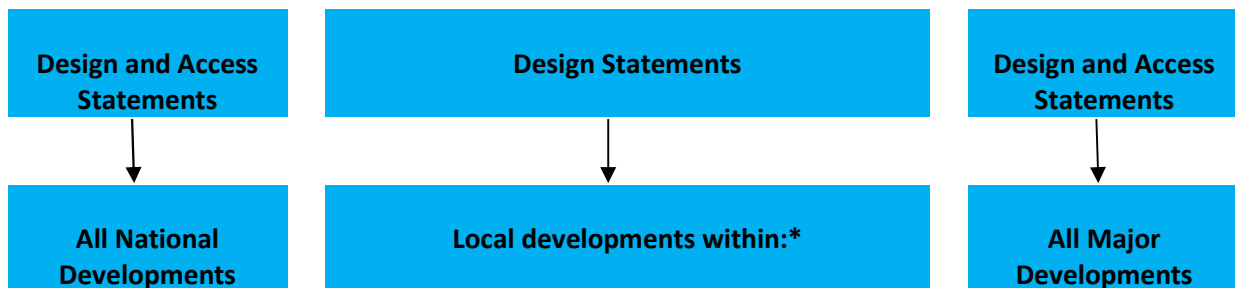 Design and Access
Statements
Design Statements
Design and Access
Statements
All National
Developments
Local developments within:*
All Major
Developments